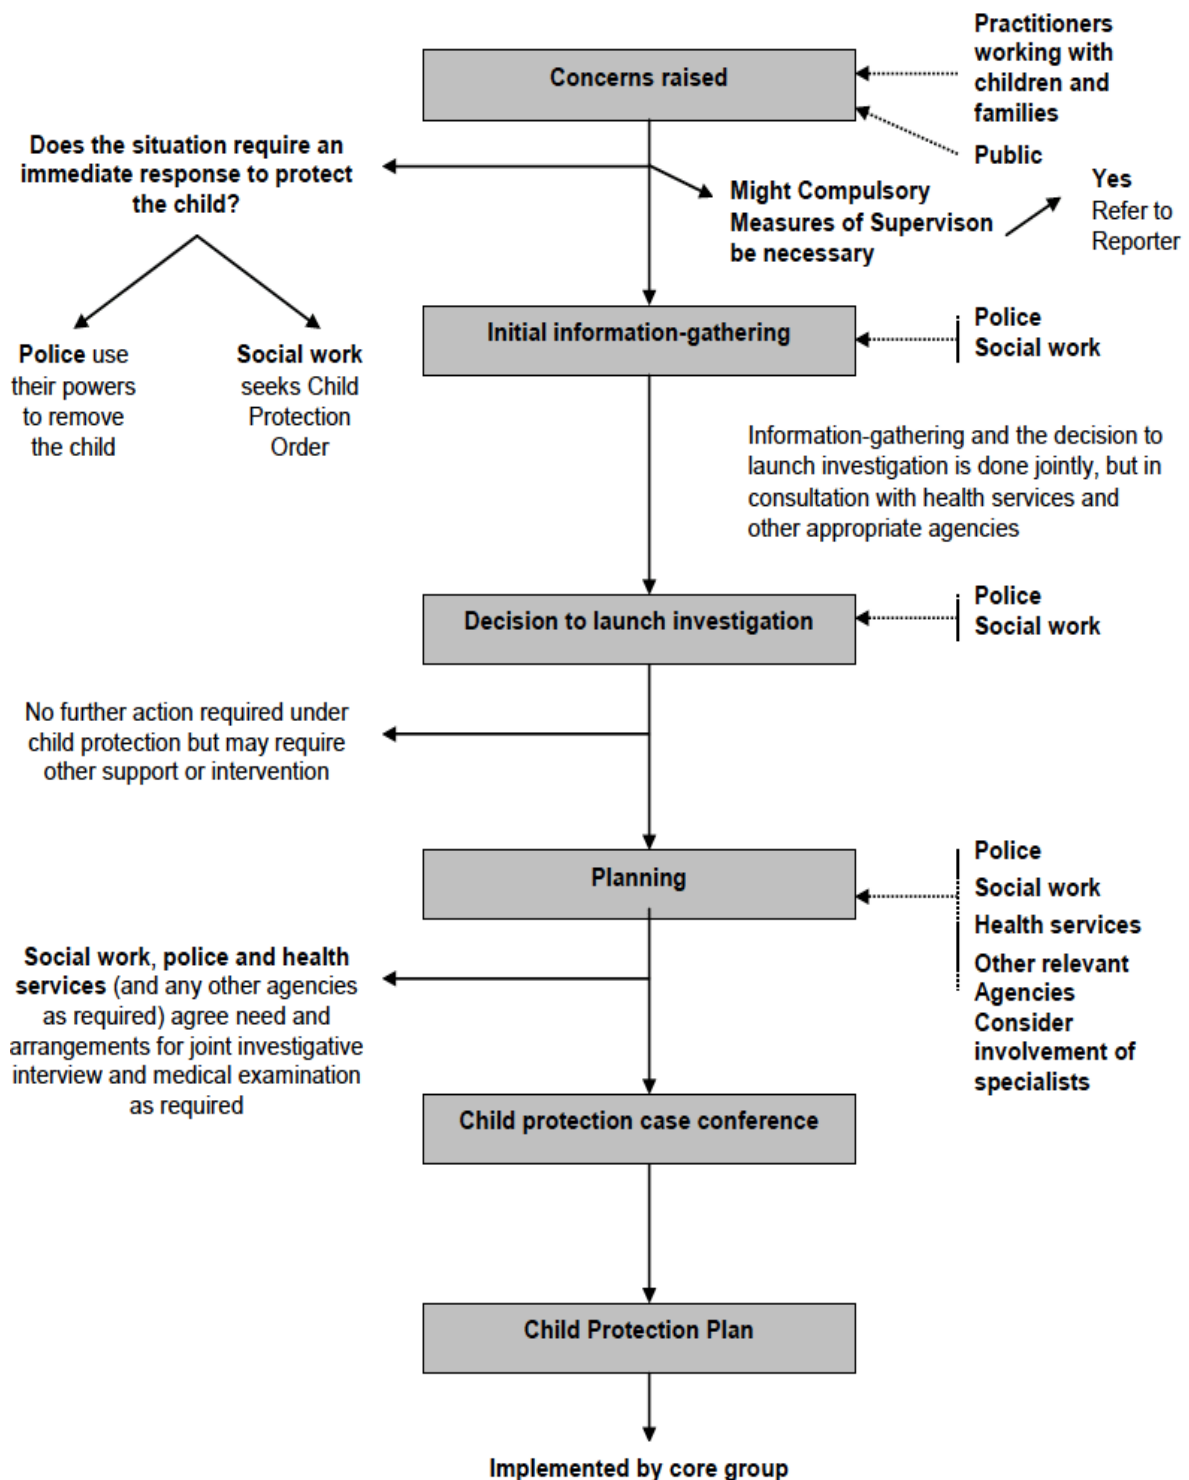 Practitioners
working with
children and
families
Concerns raised
Public
Does the situation require an
immediate response to protect
the child?
Might Compulsory
Measures of Supervison
be necessary
Yes
Refer to
Reporter
Police use
their powers
to remove
the child
Social work
seeks Child
Protection
Order
Initial information-gathering
Police
Social work
Information-gathering and the decision to
launch investigation is done jointly, but in
consultation with health services and
other appropriate agencies
Decision to launch investigation
Police
Social work
No further action required under
child protection but may require
other support or intervention
Planning
Police
Social work
Health services
Other relevant
Agencies
Consider
involvement of
specialists
Social work, police and health
services (and any other agencies
as required) agree need and
arrangements for joint investigative
interview and medical examination
as required
Child protection case conference
Child Protection Plan
Implemented by core group